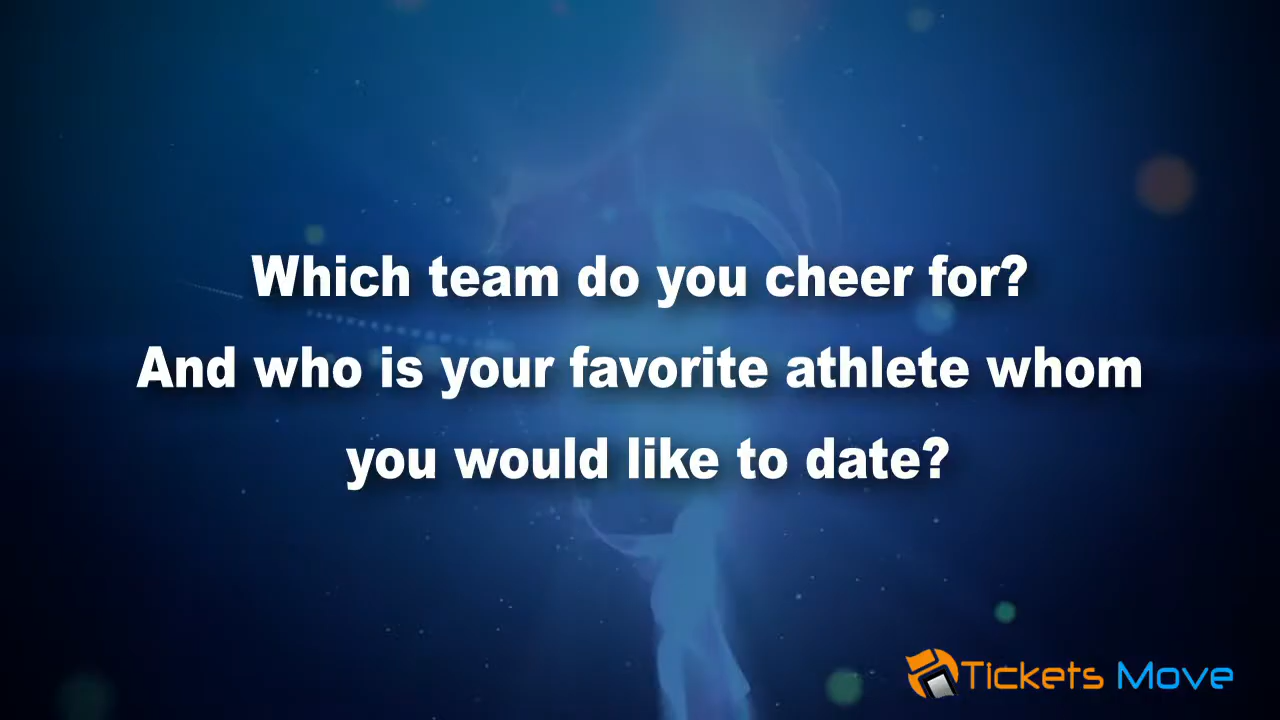 Which team do you cheer for?
And who is your favorite athlete whom
you would like to date?
Tickets Move